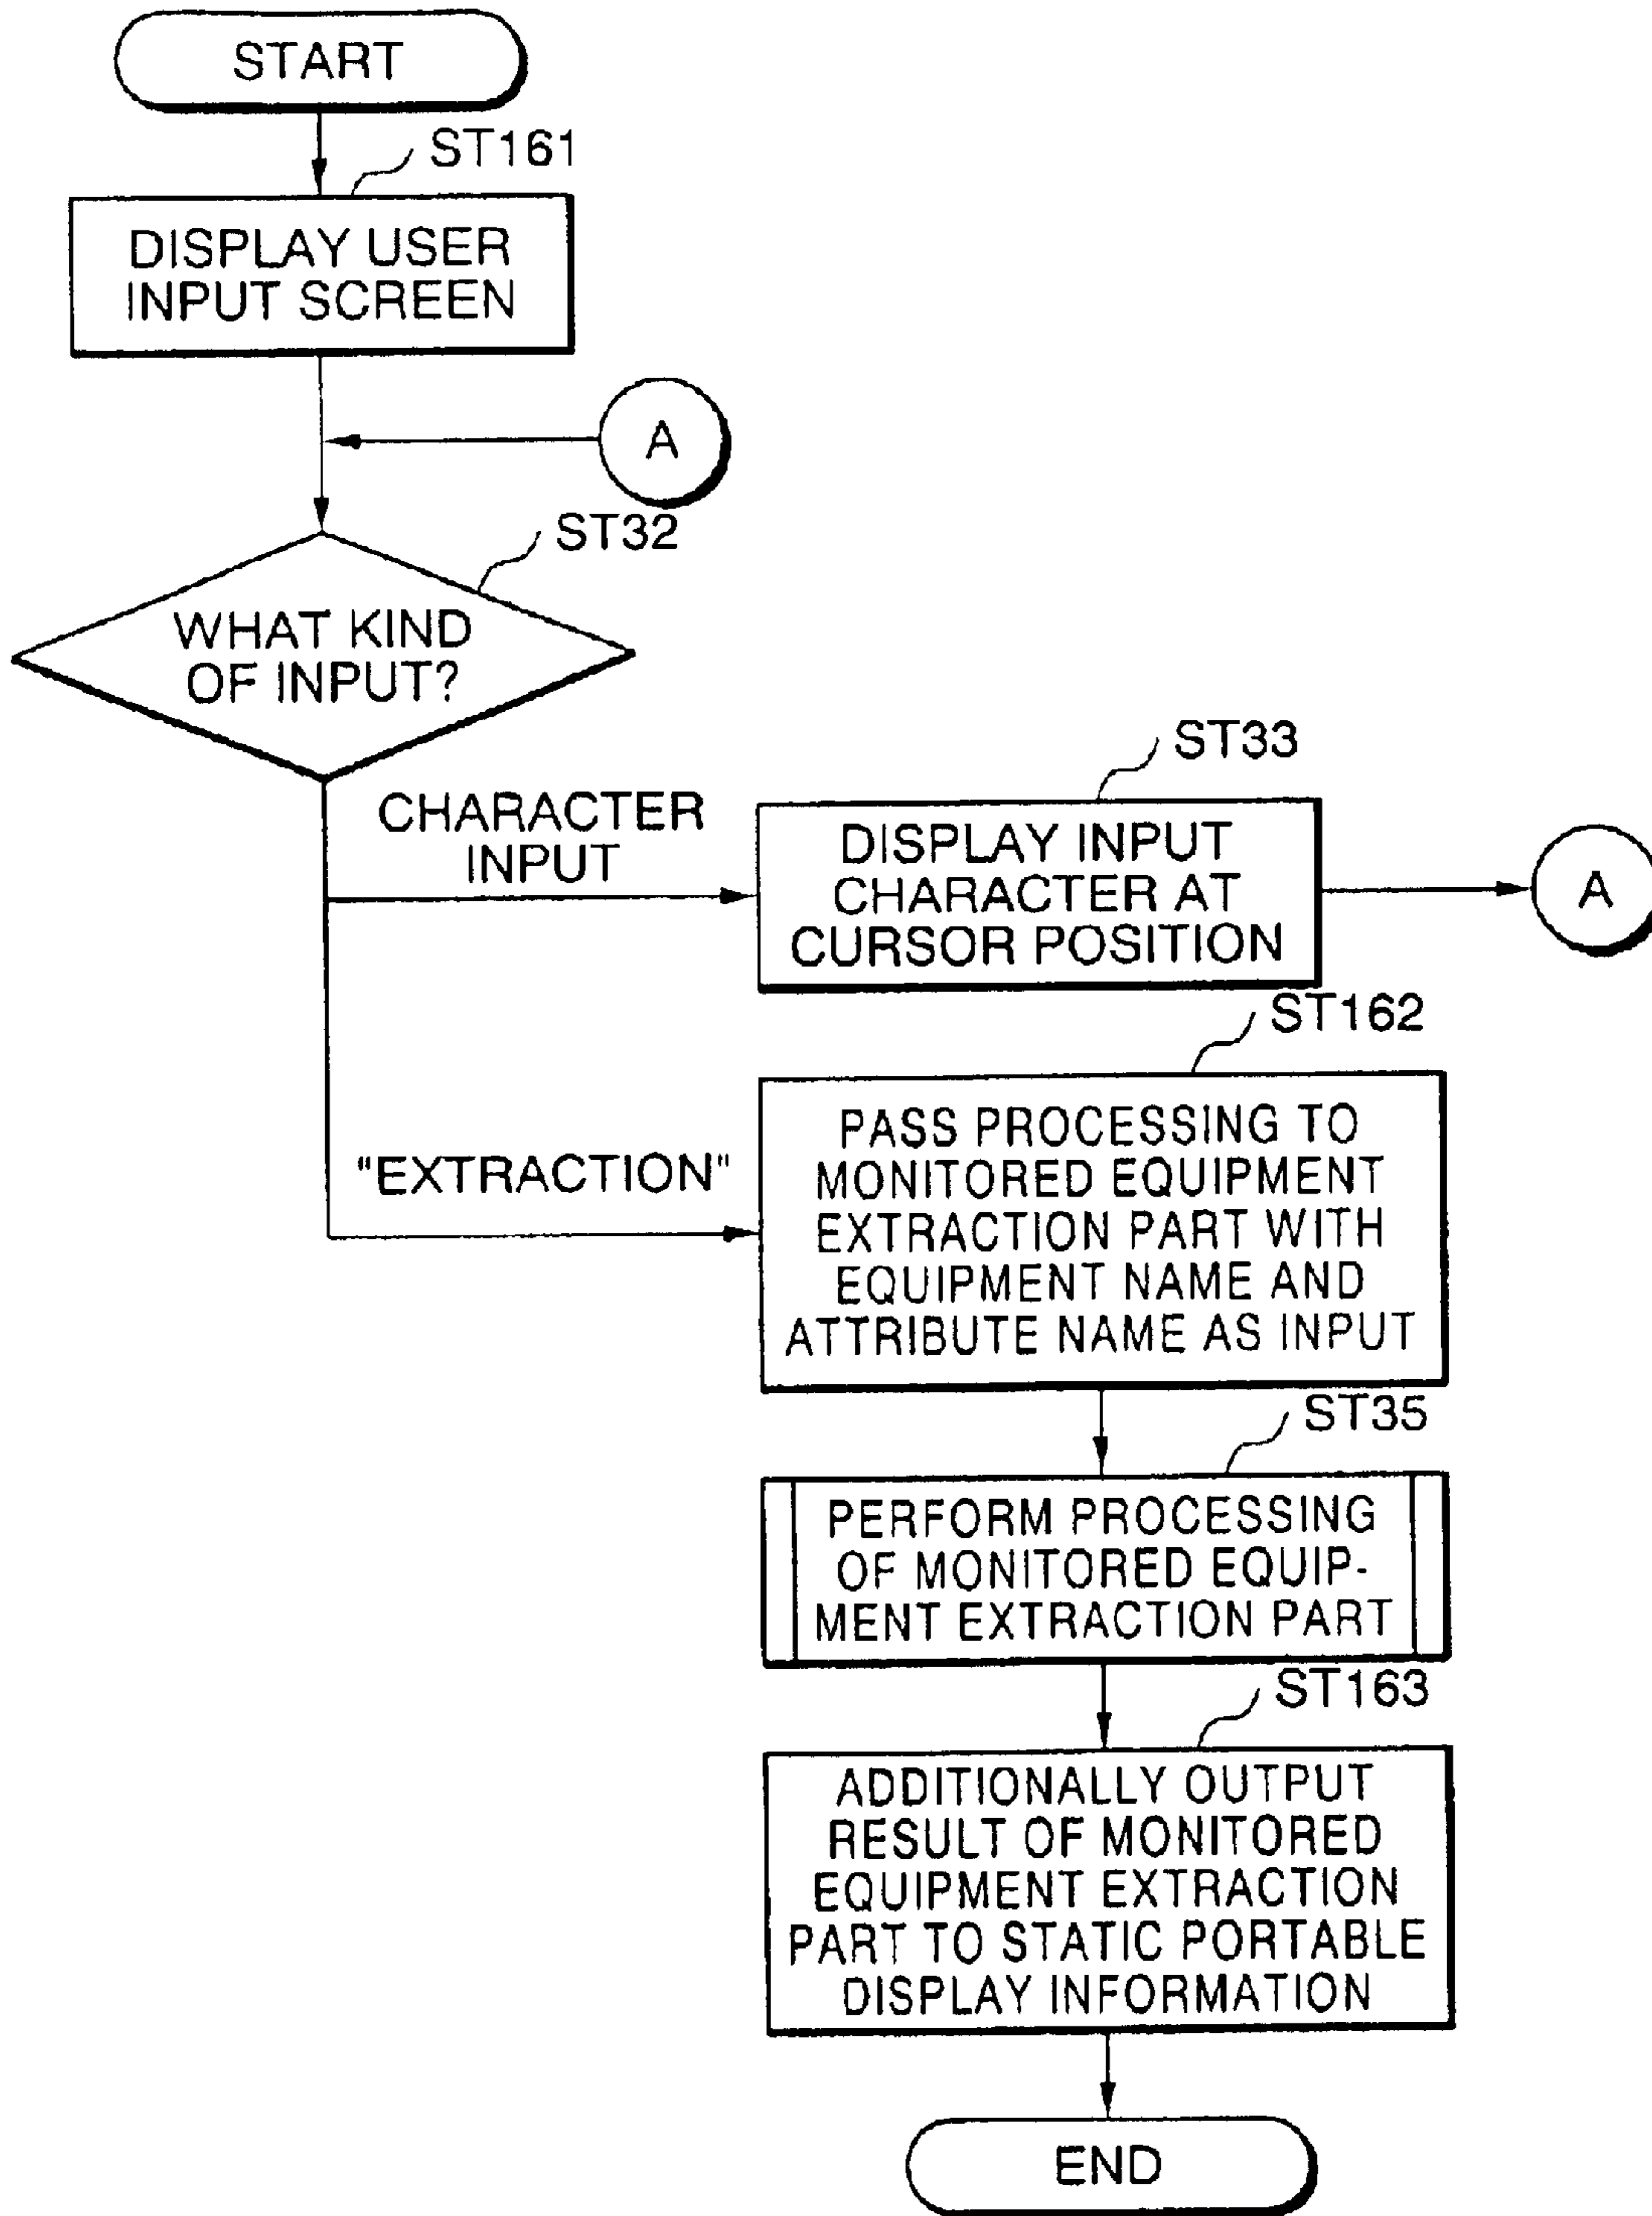 START
ST161
DISPLAY USER
INPUT SCREEN
A
ST32
WHAT KIND
OF INPUT?
ST33
CHARACTER
INPUT
DISPLAY INPUT
CHARACTER AT
CURSOR POSITION
A
ST162
"EXTRACTION"
PASS PROCESSING TO
MONITORED EQUIPMENT
EXTRACTION PART WITH
EQUIPMENT NAME AND
ATTRIBUTE NAME AS INPUT
ST35
PERFORM PROCESSING
OF MONITORED EQUIP-
MENT EXTRACTION PART
ST163
ADDITIONALLY OUTPUT
RESULT OF MONITORED
EQUIPMENT EXTRACTION
PART TO STATIC PORTABLE
DISPLAY INFORMATION
END